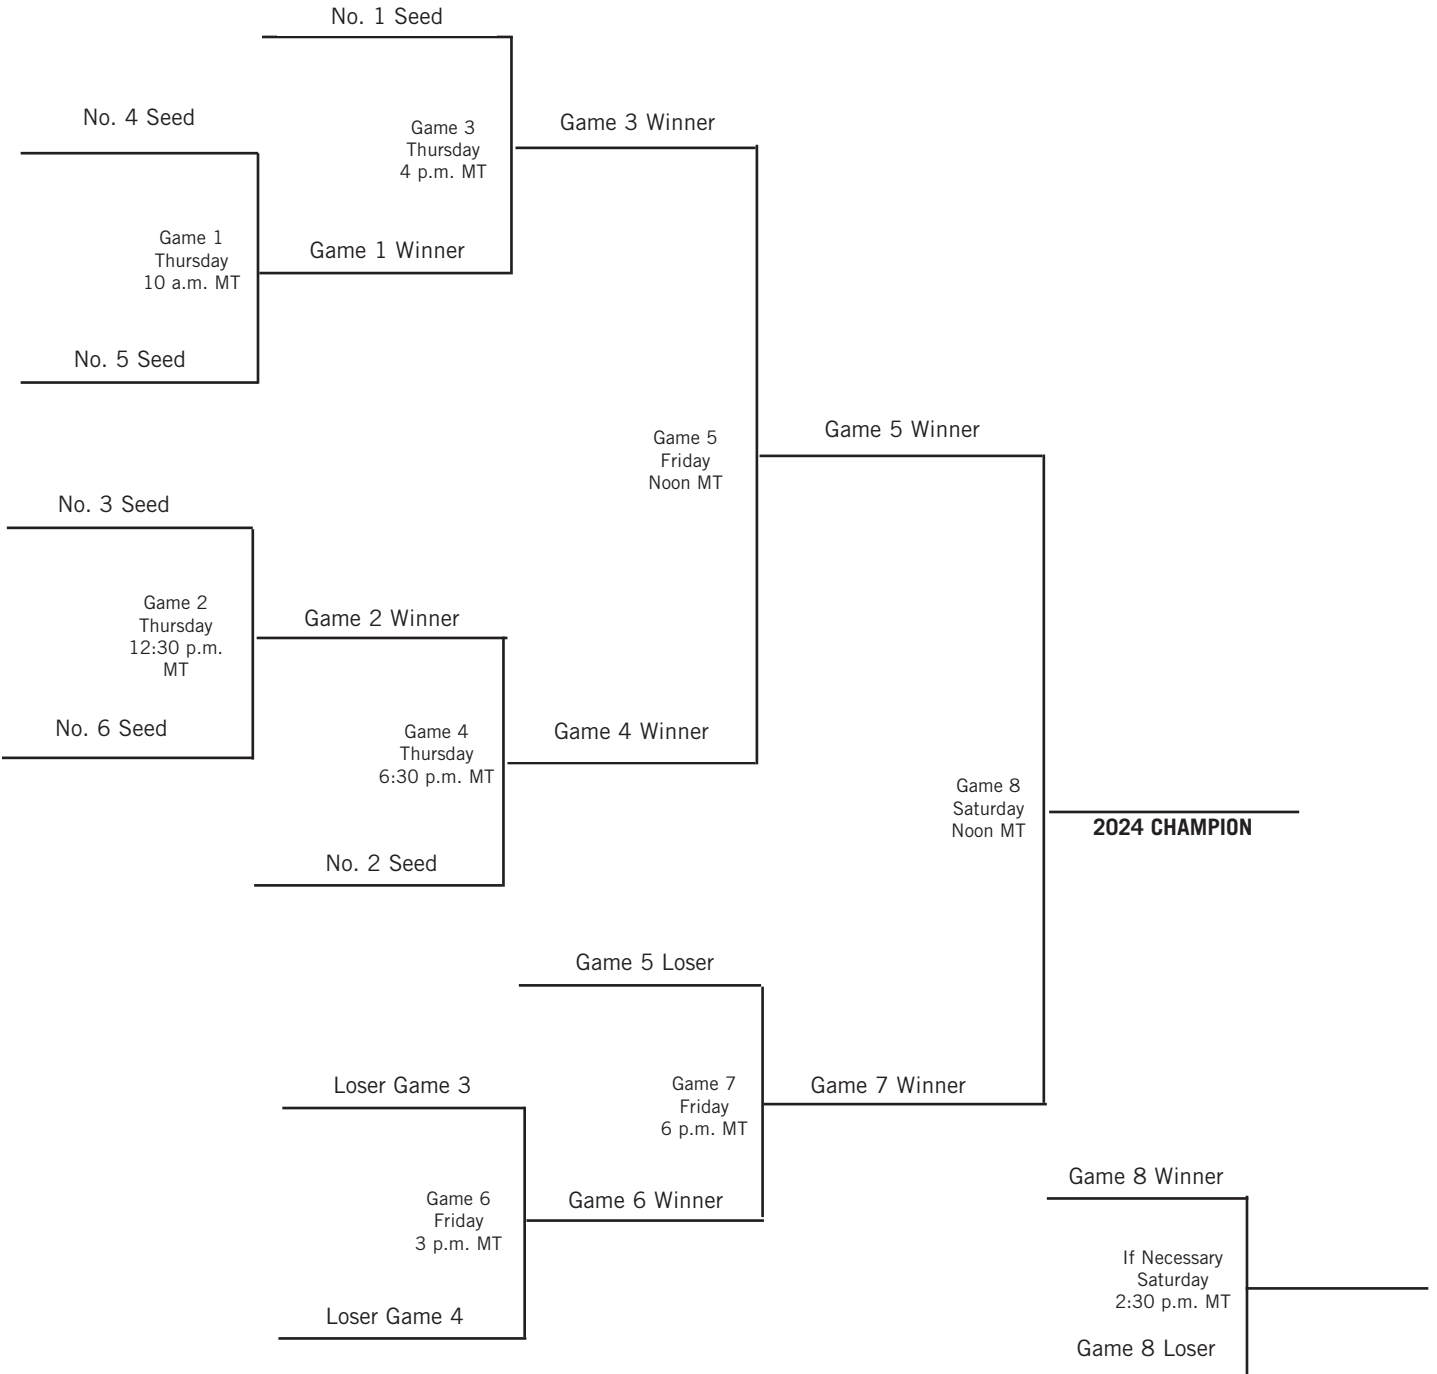 No. 1 Seed
No. 4 Seed
Game 3
Thursday
4 p.m. MT
Game 3 Winner
Game 1
Thursday
10 a.m. MT
Game 1 Winner
No. 5 Seed
Game 5
Friday
Noon MT
Game 5 Winner
No. 3 Seed
Game 2
Thursday
12:30 p.m.
MT
Game 2 Winner
No. 6 Seed
Game 4
Thursday
6:30 p.m. MT
Game 4 Winner
No. 2 Seed
Game 8
Saturday
Noon MT
2024 CHAMPION
Game 5 Loser
Loser Game 3
Game 7
Friday
6 p.m. MT
Game 7 Winner
Game 6
Friday
3 p.m. MT
Game 6 Winner
Loser Game 4
Game 8 Winner
If Necessary
Saturday
2:30 p.m. MT
Game 8 Loser